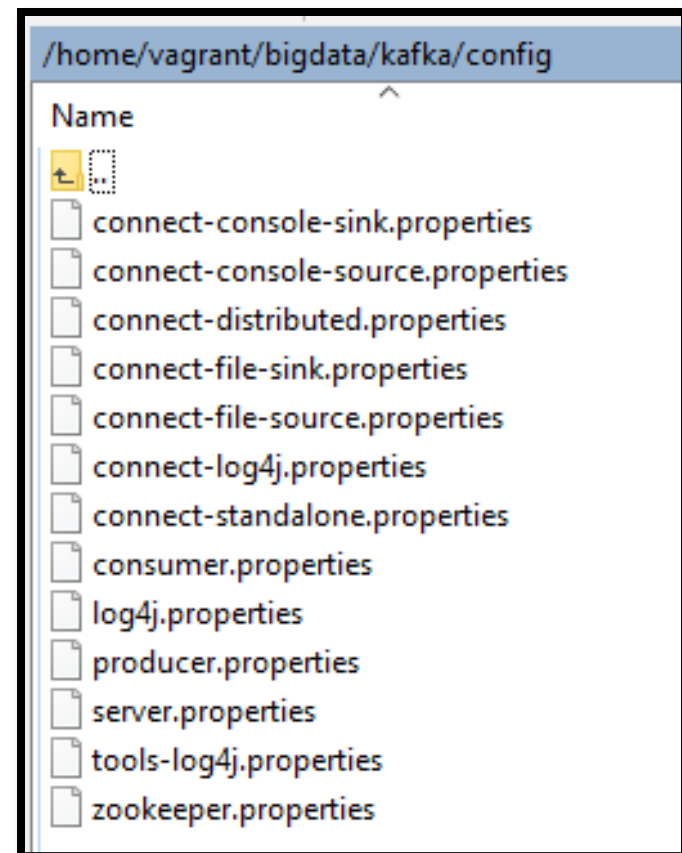 /home/vagrant/bigdata/kafka/config
Name
..
connect-console-sink.properties
connect-console-source.properties
connect-distributed.properties
connect-file-sink.properties
connect-file-source.properties
connect-log4j.properties
connect-standalone.properties
consumer.properties
log4j.properties
producer.properties
server.properties
tools-log4j.properties
zookeeper.properties